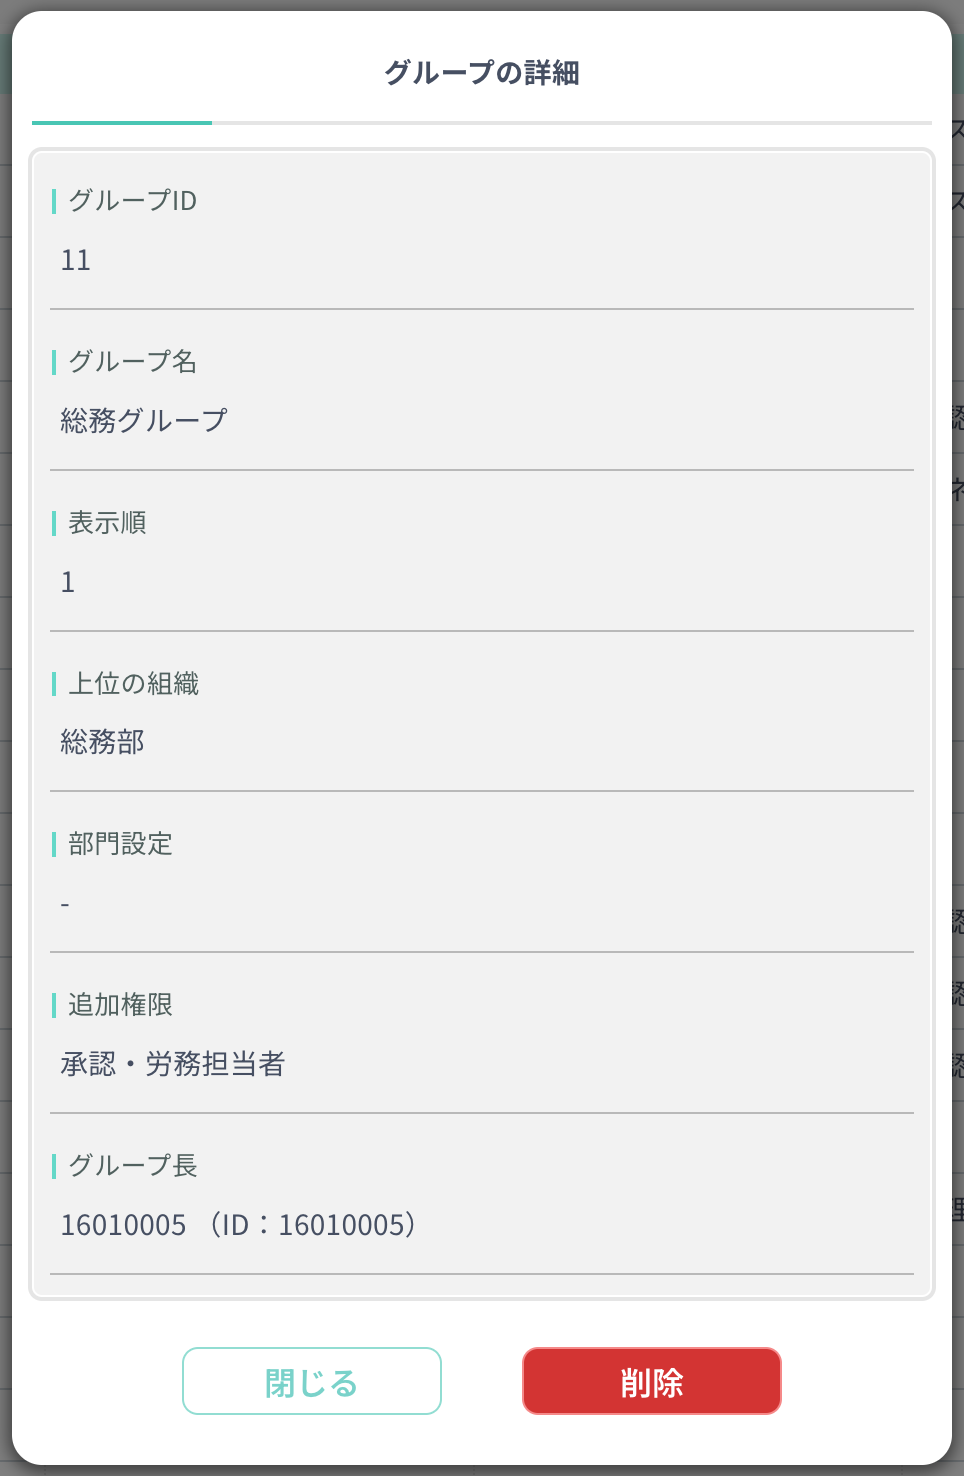 グループの詳細
グループID
11
グループ名
総務グループ
表示順
1
上位の組織
総務部
部門設定
-
追加権限
承認・労務担当者
グループ長
16010005 （ID：16010005）
閉じる 削除